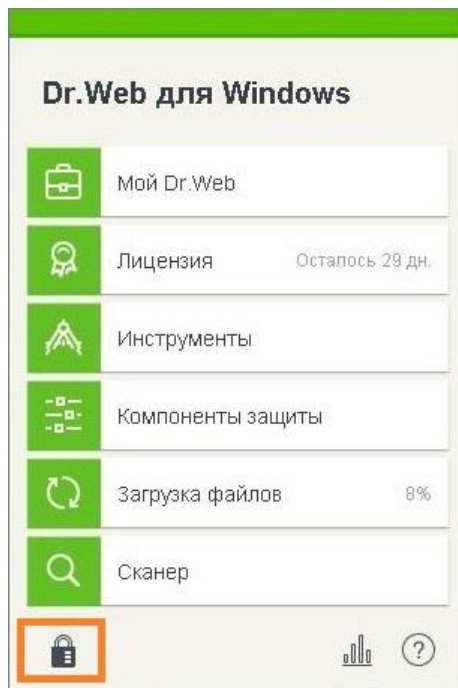 Dr.Web для Windows
Мой Dr.Web
Лицензия Осталось 29 дн.
Инструменты
Компоненты защиты
Загрузка файлов 8%
Сканер
?